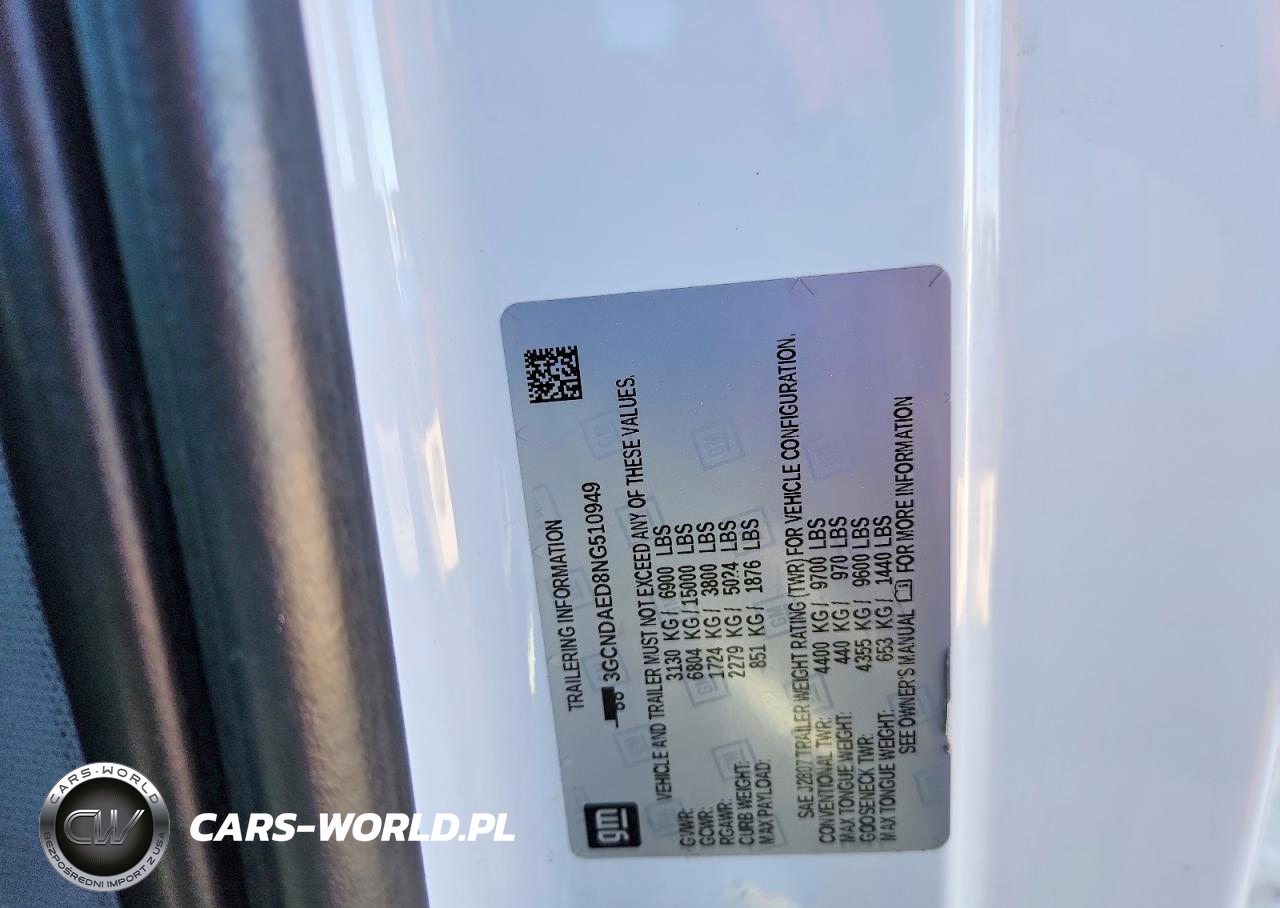 TRAILERING INFORMATION
3GCNDAED8NG510949
VEHICLE AND TRAILER MUST NOT EXCEED ANY OF THESE VALUES.
GVWR: 3130 KG/ 6900 LBS
GCWR: 6804 KG/15000 LBS
RGAWR: 1724 KG/ 3800 LBS
CURB WEIGHT: 2279 KG/ 5024 LBS
MAX PAYLOAD: 851 KG/ 1876 LBS
SAE J2807 TRAILER WEIGHT RATING (TWR) FOR VEHICLE CONFIGURATION.
CONVENTIONAL TWR: 4400 KG/ 9700 LBS
MAX TONGUE WEIGHT: 440 KG/ 970 LBS
GOOSENECK TWR: 4355 KG/ 9600 LBS
MAX TONGUE WEIGHT: 653 KG/ 1440 LBS
SEE OWNER'S MANUAL FOR MORE INFORMATION
gm
CARS-WORLD
CW
BEZPOŚREDNI IMPORT Z USA
CARS-WORLD.PL